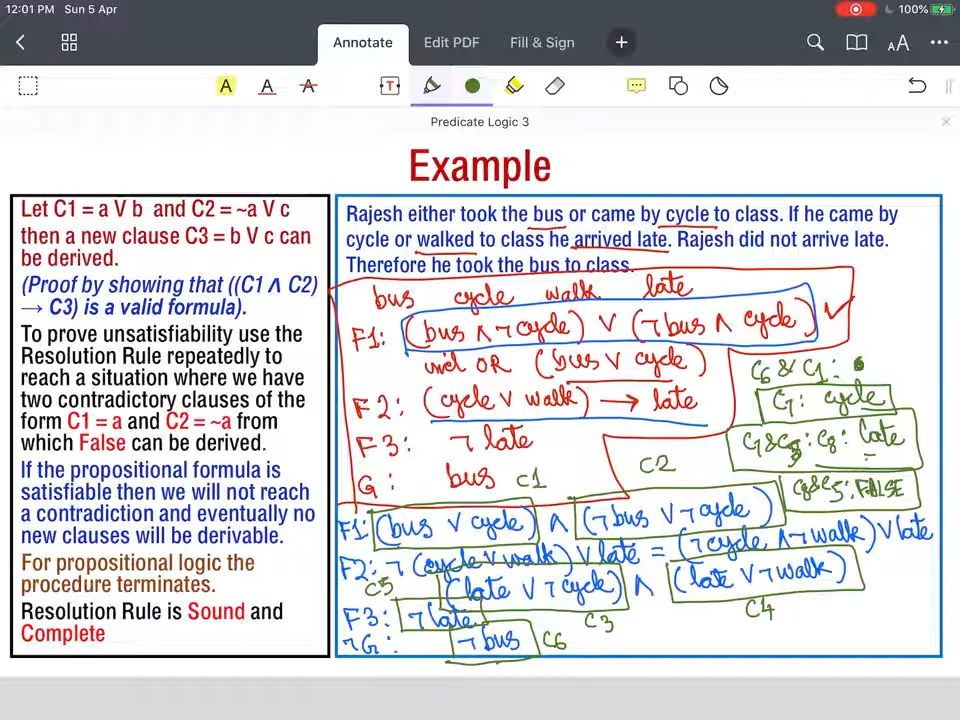 12:01 PM Sun 5 Apr
100%
Annotate
Edit PDF
Fill & Sign
Predicate Logic 3
Example
Let C1 = a V b and C2 = ~a V c
then a new clause C3 = b V c can
be derived.
(Proof by showing that ((C1 Λ C2)
→ C3) is a valid formula).
To prove unsatisfiability use the
Resolution Rule repeatedly to
reach a situation where we have
two contradictory clauses of the
form C1 = a and C2 = ~a from
which False can be derived.
If the propositional formula is
satisfiable then we will not reach
a contradiction and eventually no
new clauses will be derivable.
For propositional logic the
procedure terminates.
Resolution Rule is Sound and
Complete
Rajesh either took the bus or came by cycle to class. If he came by
cycle or walked to class he arrived late. Rajesh did not arrive late.
Therefore he took the bus to class.
bus cycle walk late
F1: (bus ∧ ¬cycle) ∨ (¬bus ∧ cycle) ✓
incl OR (bus ∨ cycle)
F2: (cycle ∨ walk) → late
F3: ¬ late
G: bus
C1
C2
C6 & C1:
C7: cycle
C7&C3: C8: late
C8&C5: FALSE
F1: (bus ∨ cycle) ∧ (¬bus ∨ ¬cycle)
F2: ¬(cycle ∨ walk) ∨ late = (¬cycle ∧ ¬walk) ∨ late
C5 (late ∨ ¬cycle) ∧ (late ∨ ¬walk)
F3: ¬late C3 C4
¬G: ¬bus C6